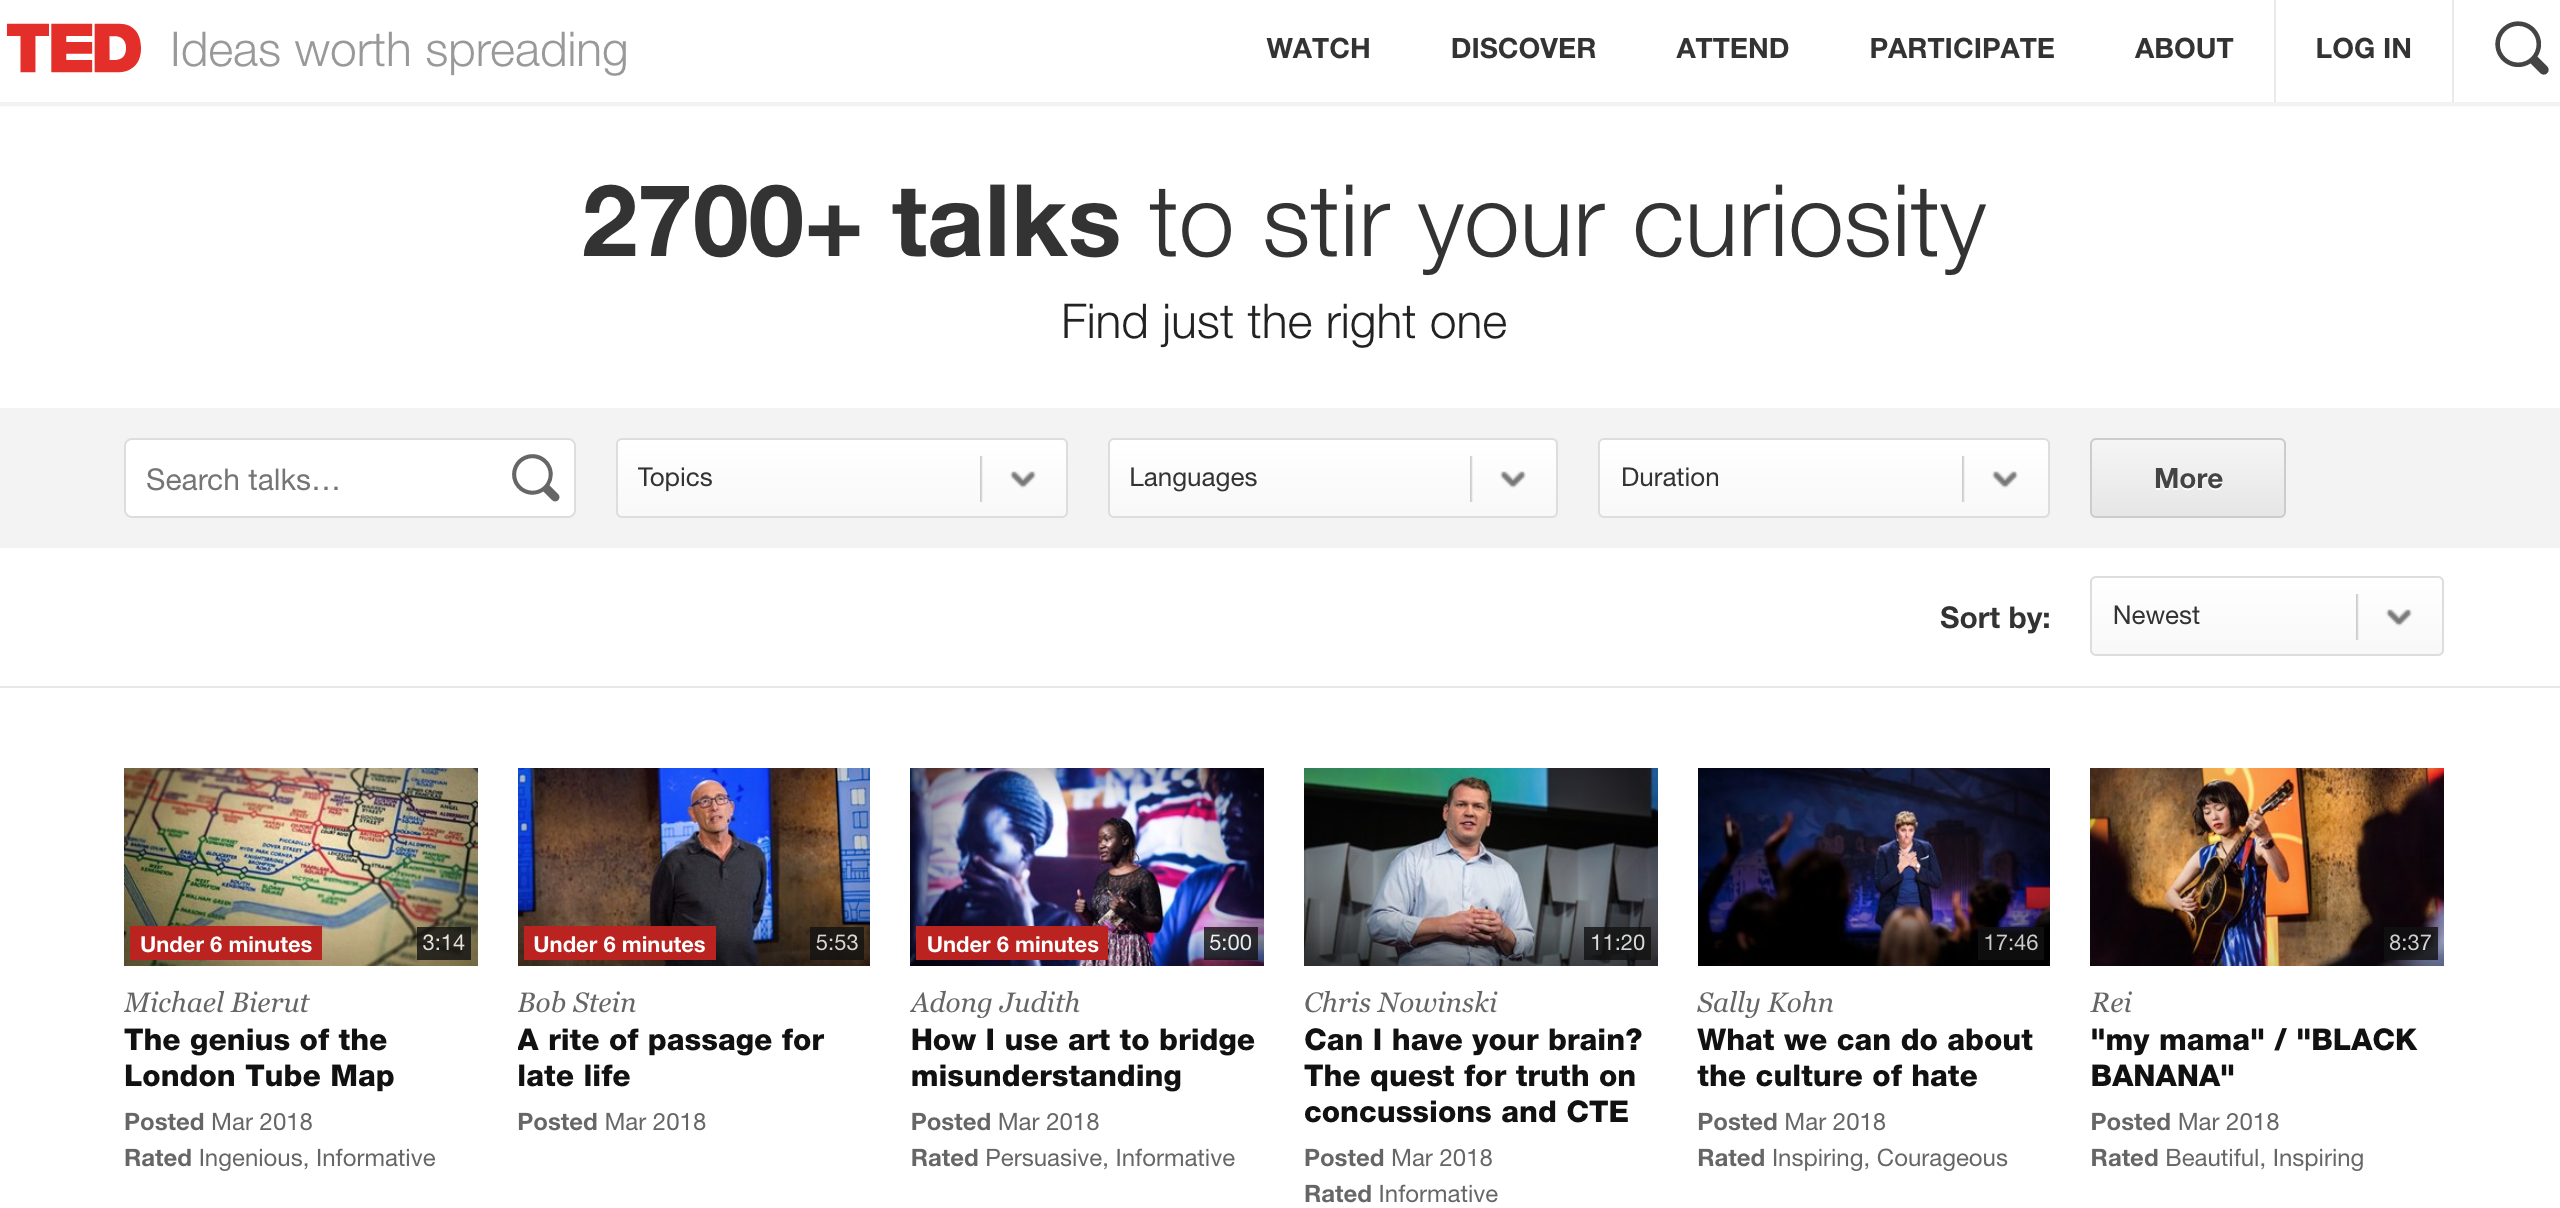 TED Ideas worth spreading
WATCH DISCOVER ATTEND PARTICIPATE ABOUT LOG IN
2700+ talks to stir your curiosity
Find just the right one
Search talks... Topics Languages Duration More
Sort by: Newest
Under 6 minutes 3:14
Michael Bierut
The genius of the
London Tube Map
Posted Mar 2018
Rated Ingenious, Informative
Under 6 minutes 5:53
Bob Stein
A rite of passage for
late life
Posted Mar 2018
Under 6 minutes 5:00
Adong Judith
How I use art to bridge
misunderstanding
Posted Mar 2018
Rated Persuasive, Informative
11:20
Chris Nowinski
Can I have your brain?
The quest for truth on
concussions and CTE
Posted Mar 2018
Rated Informative
17:46
Sally Kohn
What we can do about
the culture of hate
Posted Mar 2018
Rated Inspiring, Courageous
8:37
Rei
"my mama" / "BLACK
BANANA"
Posted Mar 2018
Rated Beautiful, Inspiring